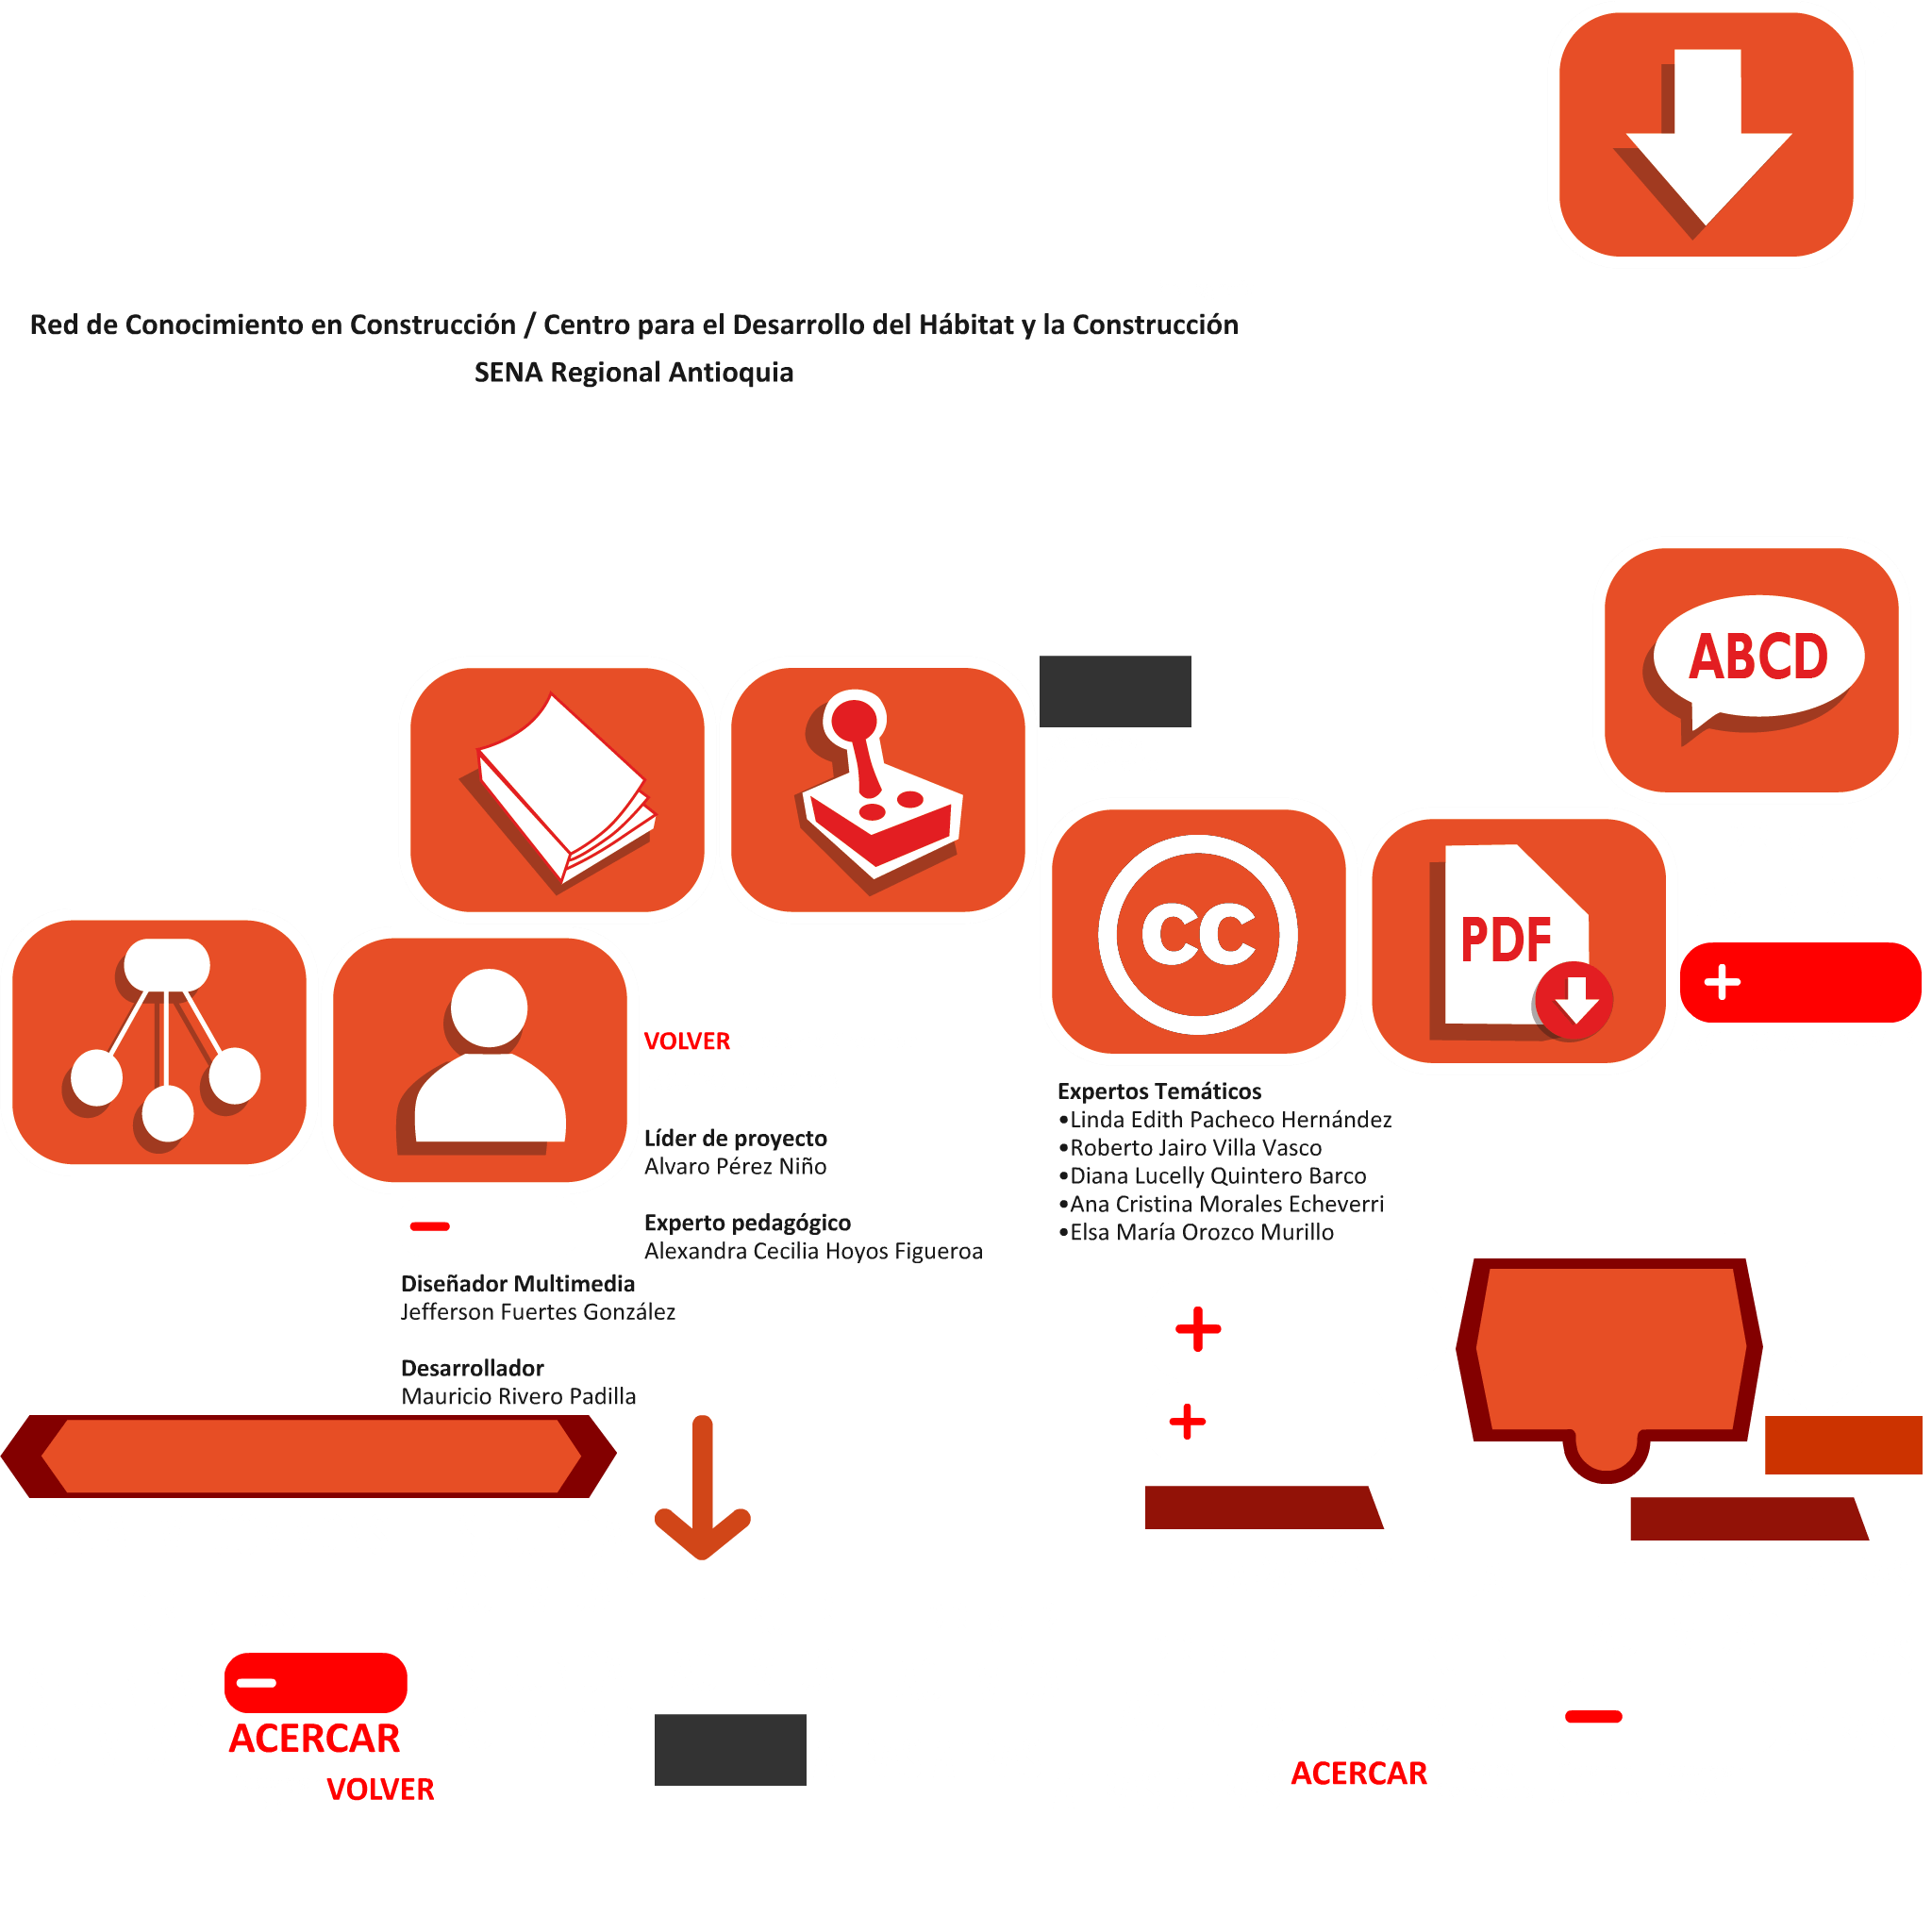 Red de Conocimiento en Construcción / Centro para el Desarrollo del Hábitat y la Construcción
SENA Regional Antioquia
ABCD
cc
PDF
VOLVER
Expertos Temáticos
•Linda Edith Pacheco Hernández
•Roberto Jairo Villa Vasco
•Diana Lucelly Quintero Barco
•Ana Cristina Morales Echeverri
•Elsa María Orozco Murillo
Líder de proyecto
Alvaro Pérez Niño
Experto pedagógico
Alexandra Cecilia Hoyos Figueroa
Diseñador Multimedia
Jefferson Fuertes González
Desarrollador
Mauricio Rivero Padilla
ACERCAR
VOLVER
ACERCAR